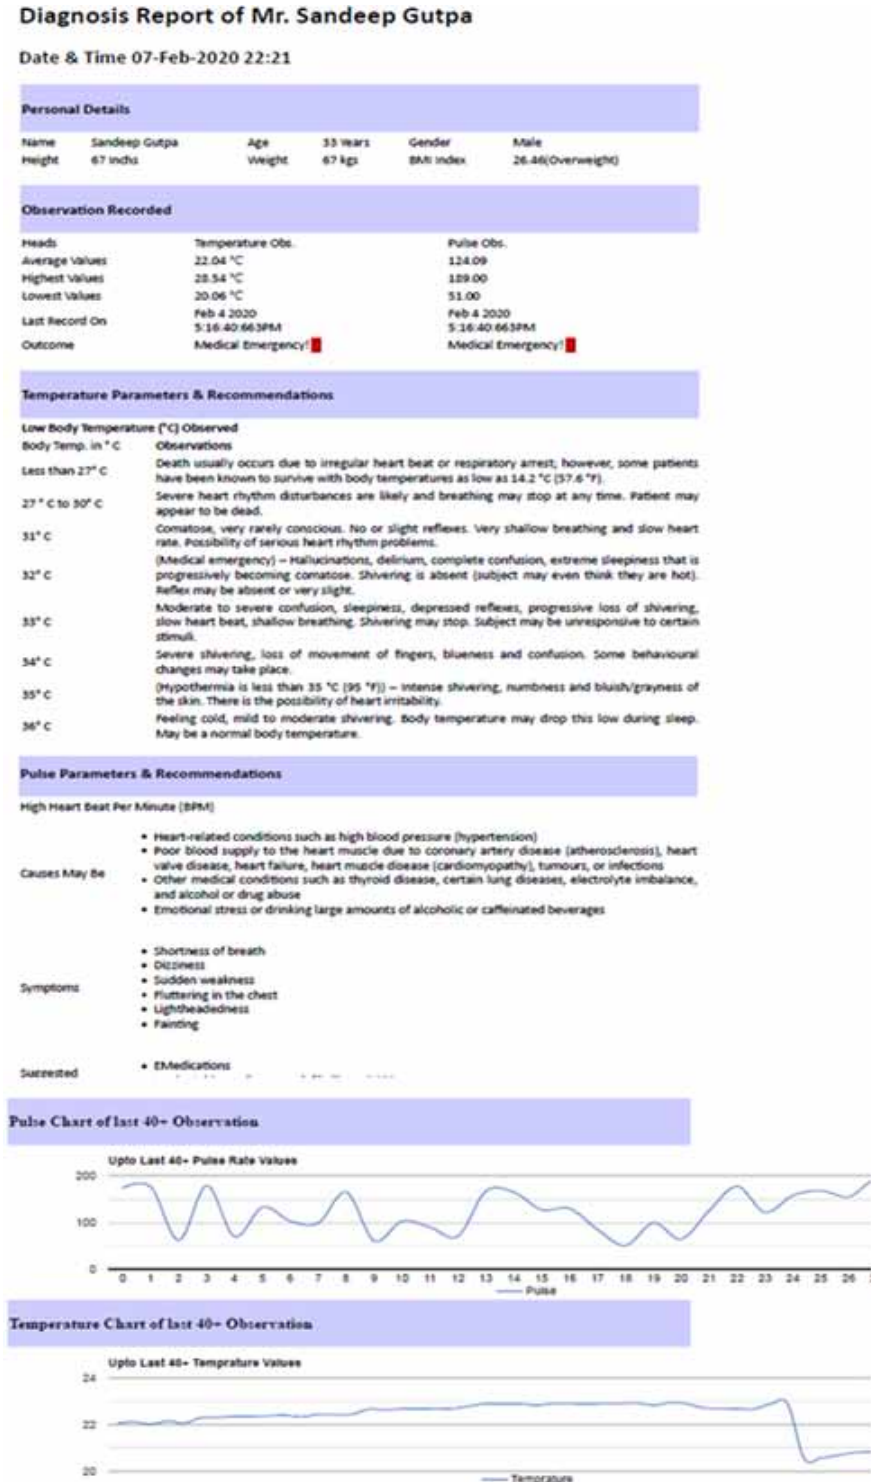 Diagnosis Report of Mr. Sandeep Gutpa
Date & Time 07-Feb-2020 22:21
Personal Details
Name Sandeep Gutpa Age 33 Years Gender Male
Height 67 Inchs Weight 67 kgs BMI Index 26.46(Overweight)
Observation Recorded
Heads Temperature Obs. Pulse Obs.
Average Values 22.04 °C 124.09
Highest Values 28.54 °C 189.00
Lowest Values 20.06 °C 51.00
Last Record On Feb 4 2020 5:16:40:663PM Feb 4 2020 5:16:40:663PM
Outcome Medical Emergency! Medical Emergency!
Temperature Parameters & Recommendations
Low Body Temperature (°C) Observed
Body Temp. in ° C Observations
Less than 27° C Death usually occurs due to irregular heart beat or respiratory arrest; however, some patients
have been known to survive with body temperatures as low as 14.2 °C (57.6 °F).
27 ° C to 30° C Severe heart rhythm disturbances are likely and breathing may stop at any time. Patient may
appear to be dead.
31° C Comatose, very rarely conscious. No or slight reflexes. Very shallow breathing and slow heart
rate. Possibility of serious heart rhythm problems.
32° C (Medical emergency) – Hallucinations, delirium, complete confusion, extreme sleepiness that is
progressively becoming comatose. Shivering is absent (subject may even think they are hot).
Reflex may be absent or very slight.
33° C Moderate to severe confusion, sleepiness, depressed reflexes, progressive loss of shivering,
slow heart beat, shallow breathing. Shivering may stop. Subject may be unresponsive to certain
stimuli.
34° C Severe shivering, loss of movement of fingers, blueness and confusion. Some behavioural
changes may take place.
35° C (Hypothermia is less than 35 °C (95 °F)) – Intense shivering, numbness and bluish/grayness of
the skin. There is the possibility of heart irritability.
36° C Feeling cold, mild to moderate shivering. Body temperature may drop this low during sleep.
May be a normal body temperature.
Pulse Parameters & Recommendations
High Heart Beat Per Minute (BPM)
Causes May Be
• Heart-related conditions such as high blood pressure (hypertension)
• Poor blood supply to the heart muscle due to coronary artery disease (atherosclerosis), heart
valve disease, heart failure, heart muscle disease (cardiomyopathy), tumours, or infections
• Other medical conditions such as thyroid disease, certain lung diseases, electrolyte imbalance,
and alcohol or drug abuse
• Emotional stress or drinking large amounts of alcoholic or caffeinated beverages
Symptoms
• Shortness of breath
• Dizziness
• Sudden weakness
• Fluttering in the chest
• Lightheadedness
• Fainting
Suggested • EMedications
Pulse Chart of last 40+ Observation
Upto Last 40+ Pulse Rate Values
200
100
0
0 1 2 3 4 5 6 7 8 9 10 11 12 13 14 15 16 17 18 19 20 21 22 23 24 25 26
Pulse
Temperature Chart of last 40+ Observation
Upto Last 40+ Temprature Values
24
22
20
Temprature